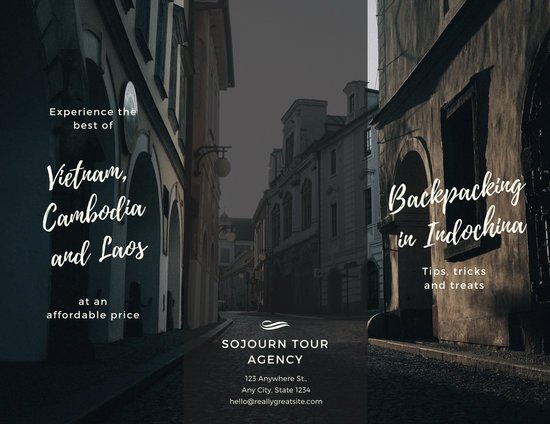 Experience the
best of
Vietnam,
Cambodia
and Laos
at an
affordable price
SOJOURN TOUR
AGENCY
123 Anywhere St.,
Any City, State 1234
hello@reallygreatsite.com
Backpacking
in Indochina
Tips, tricks
and treats